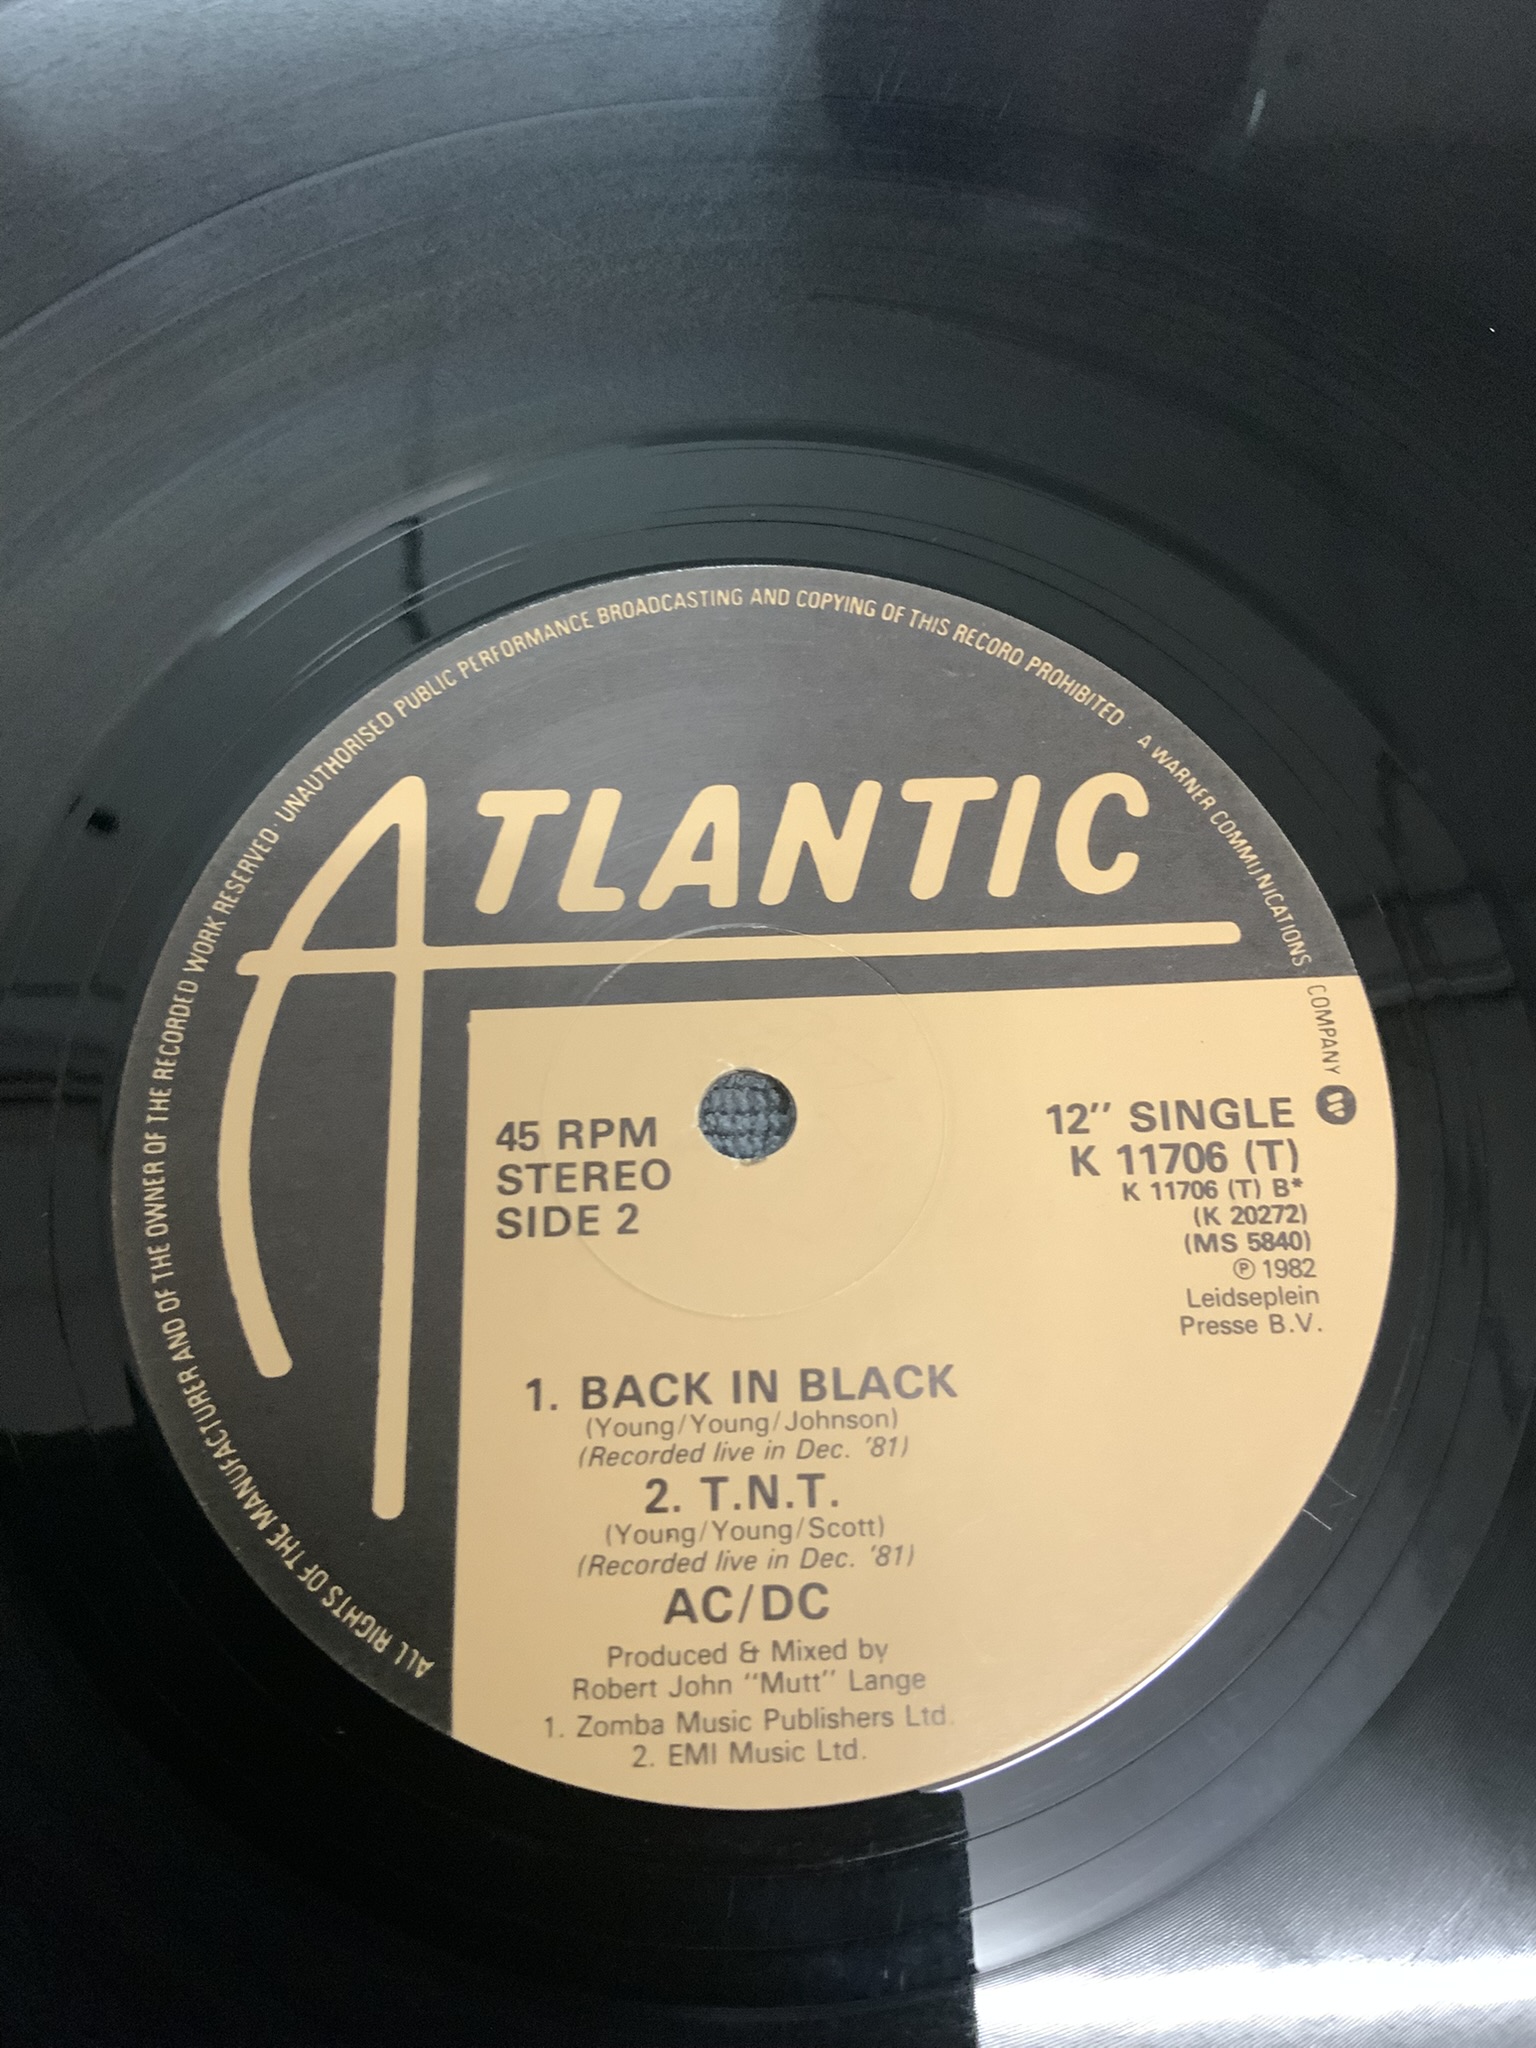 ALL RIGHTS OF THE MANUFACTURER AND OF THE OWNER OF THE RECORDED WORK RESERVED · UNAUTHORISED PUBLIC PERFORMANCE BROADCASTING AND COPYING OF THIS RECORD PROHIBITED · A WARNER COMMUNICATIONS COMPANY
ATLANTIC
45 RPM
STEREO
SIDE 2
12" SINGLE
K 11706 (T)
K 11706 (T) B*
(K 20272)
(MS 5840)
℗ 1982
Leidseplein
Presse B.V.
1. BACK IN BLACK
(Young/Young/Johnson)
(Recorded live in Dec. '81)
2. T.N.T.
(Young/Young/Scott)
(Recorded live in Dec. '81)
AC/DC
Produced & Mixed by
Robert John "Mutt" Lange
1. Zomba Music Publishers Ltd.
2. EMI Music Ltd.